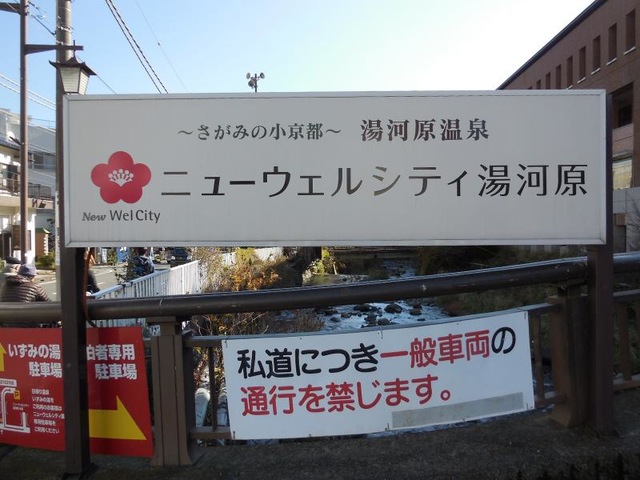 ～さがみの小京都～ 湯河原温泉
ニューウェルシティ湯河原
New Wel City
私道につき一般車両の
通行を禁じます。
いずみの湯
駐車場
泊者専用
駐車場